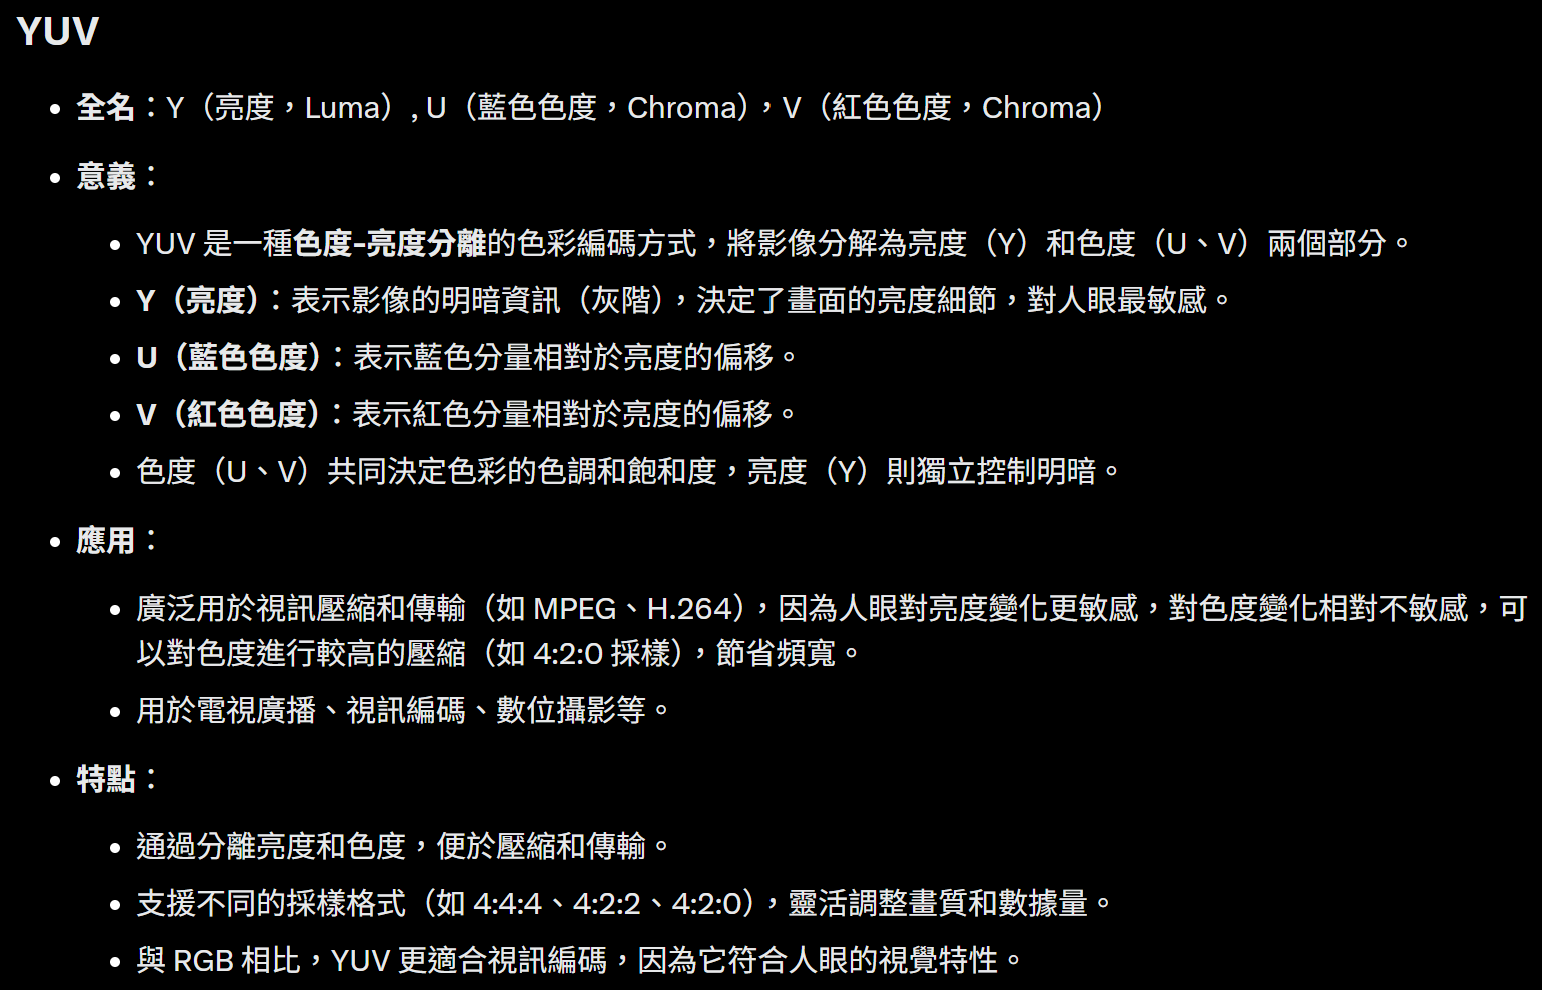 YUV
全名：Y（亮度，Luma）, U（藍色色度，Chroma），V（紅色色度，Chroma）
意義：
YUV 是一種色度-亮度分離的色彩編碼方式，將影像分解為亮度（Y）和色度（U、V）兩個部分。
Y（亮度）：表示影像的明暗資訊（灰階），決定了畫面的亮度細節，對人眼最敏感。
U（藍色色度）：表示藍色分量相對於亮度的偏移。
V（紅色色度）：表示紅色分量相對於亮度的偏移。
色度（U、V）共同決定色彩的色調和飽和度，亮度（Y）則獨立控制明暗。
應用：
廣泛用於視訊壓縮和傳輸（如 MPEG、H.264），因為人眼對亮度變化更敏感，對色度變化相對不敏感，可
以對色度進行較高的壓縮（如 4:2:0 採樣），節省頻寬。
用於電視廣播、視訊編碼、數位攝影等。
特點：
通過分離亮度和色度，便於壓縮和傳輸。
支援不同的採樣格式（如 4:4:4、4:2:2、4:2:0），靈活調整畫質和數據量。
與 RGB 相比，YUV 更適合視訊編碼，因為它符合人眼的視覺特性。